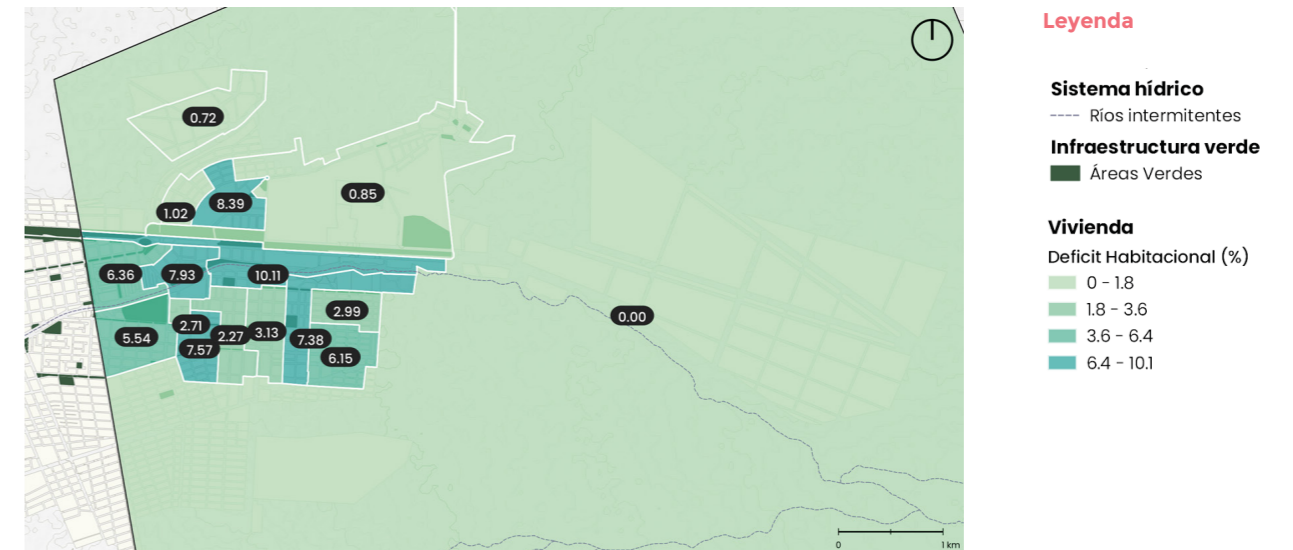 Leyenda
Sistema hídrico
Ríos intermitentes
Infraestructura verde
Áreas Verdes
Vivienda
Deficit Habitacional (%)
0 - 1.8
1.8 - 3.6
3.6 - 6.4
6.4 - 10.1
0.72
0.85
8.39
1.02
6.36
7.93
10.11
2.99
0.00
2.71
2.27
3.13
7.38
5.54
7.57
6.15
0
1 km